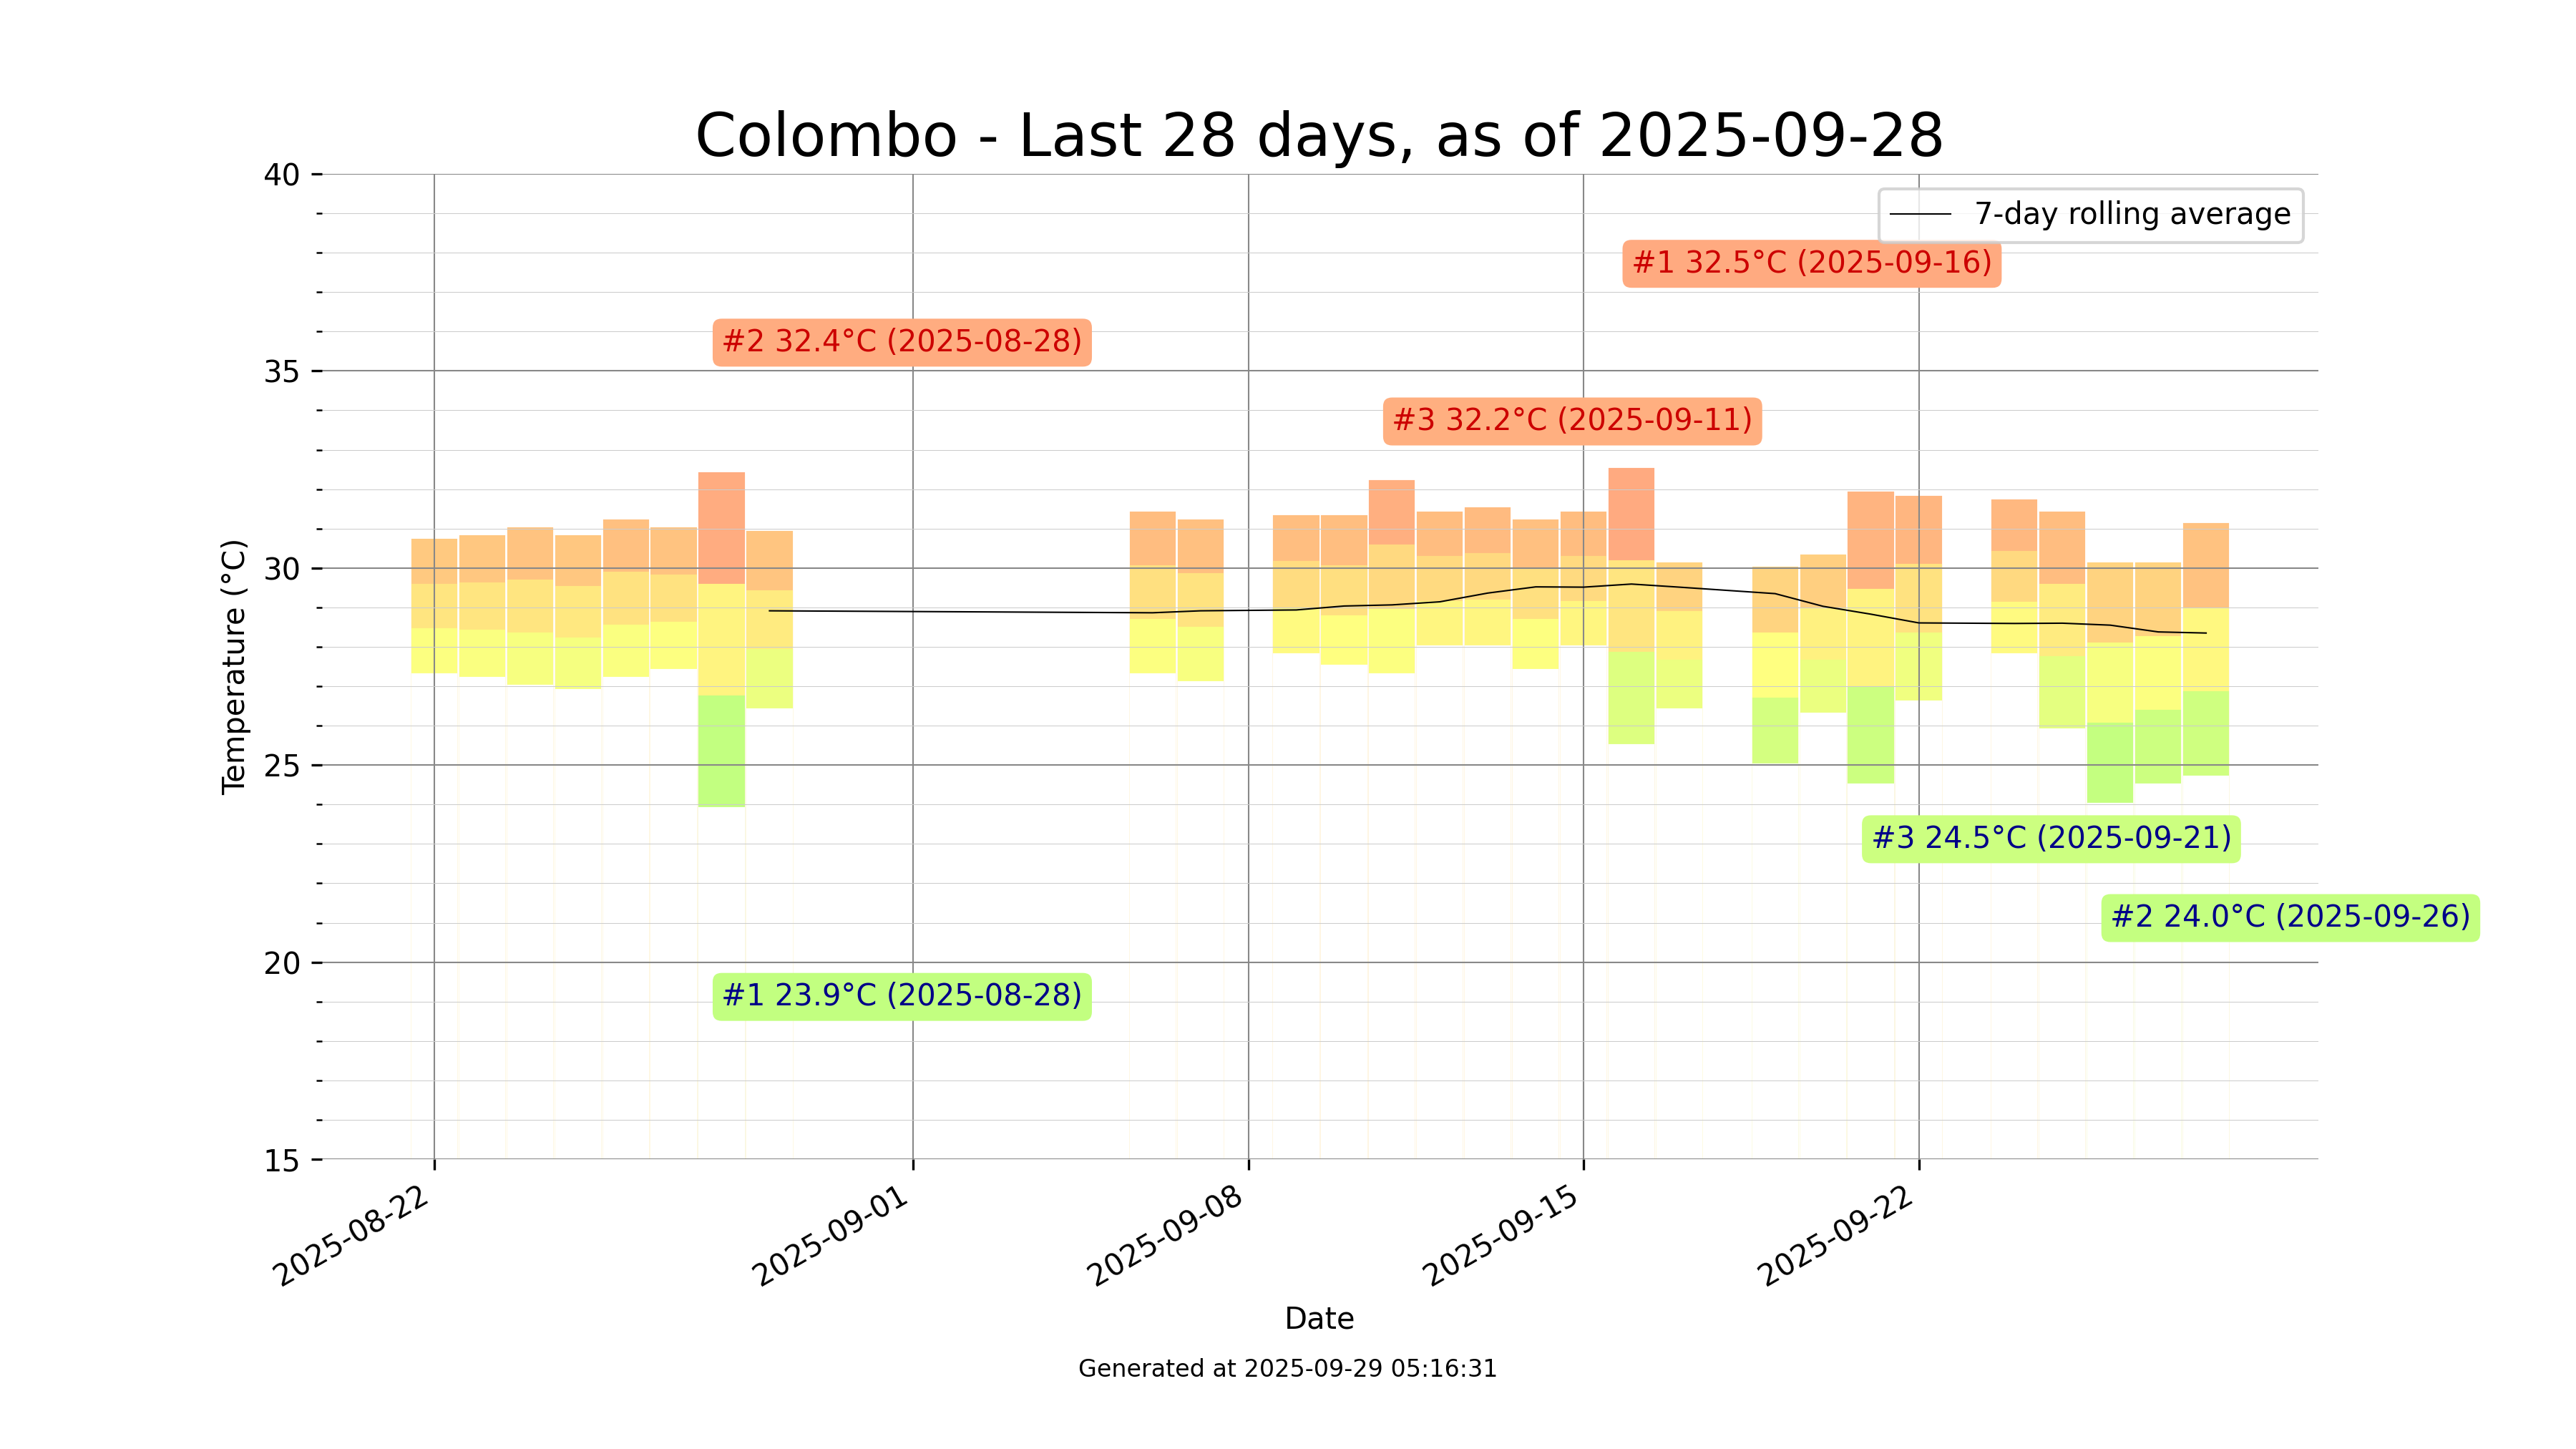 Colombo - Last 28 days, as of 2025-09-28
40
7-day rolling average
#1 32.5°C (2025-09-16)
#2 32.4°C (2025-08-28)
35
#3 32.2°C (2025-09-11)
30
Temperature (°C)
25
#3 24.5°C (2025-09-21)
#2 24.0°C (2025-09-26)
20
#1 23.9°C (2025-08-28)
15
2025-08-22
2025-09-01
2025-09-08
2025-09-15
2025-09-22
Date
Generated at 2025-09-29 05:16:31